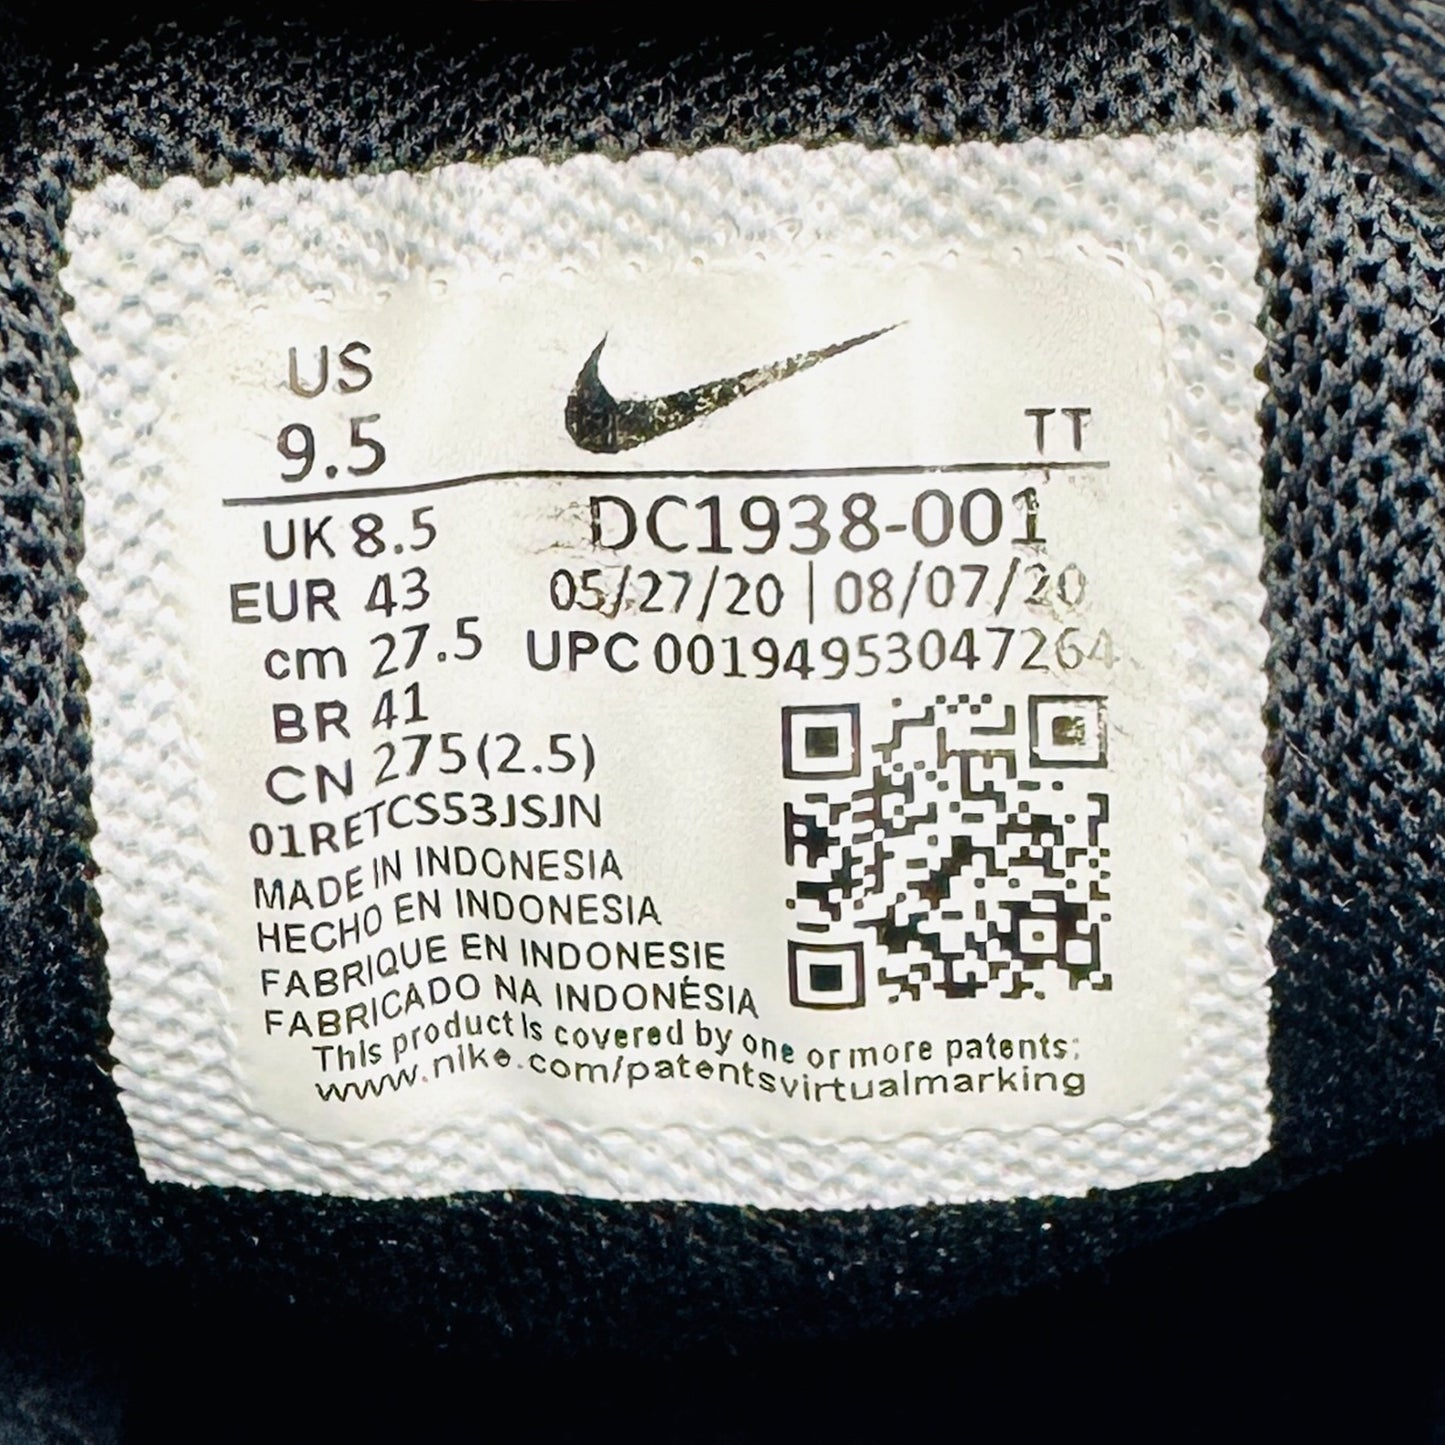 US
9.5
TT
UK 8.5
EUR 43
cm 27.5
BR 41
CN 275(2.5)
DC1938-001
05/27/20 | 08/07/20
UPC 00194953047264
01RETCS53JSJN
MADE IN INDONESIA
HECHO EN INDONESIA
FABRIQUE EN INDONESIE
FABRICADO NA INDONÉSIA
This product is covered by one or more patents:
www.nike.com/patentsvirtualmarking